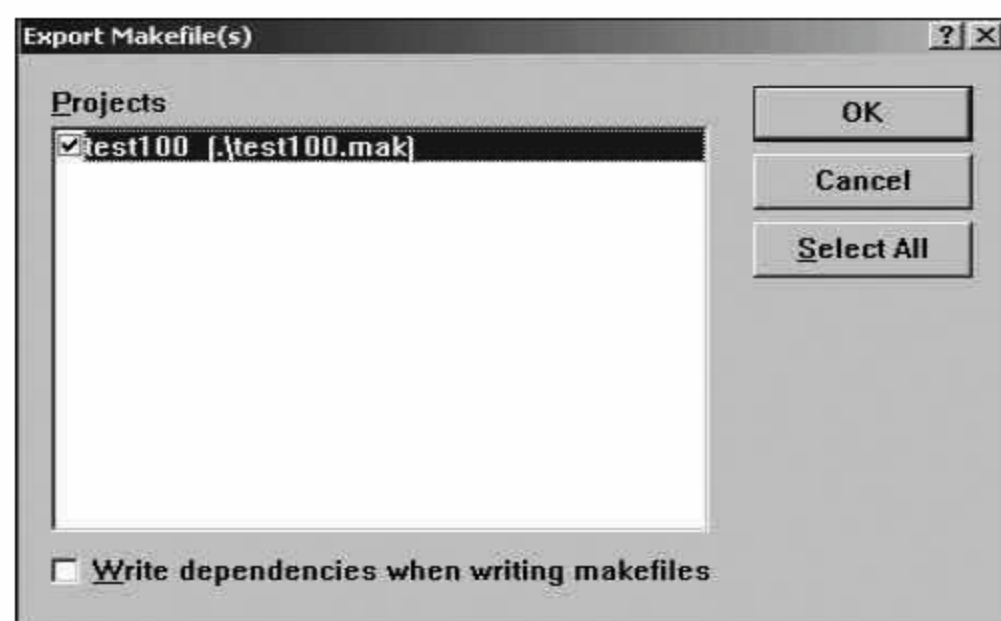 Export Makefile(s)
Projects
OK
test100 (.\test100.mak)
Cancel
Select All
Write dependencies when writing makefiles